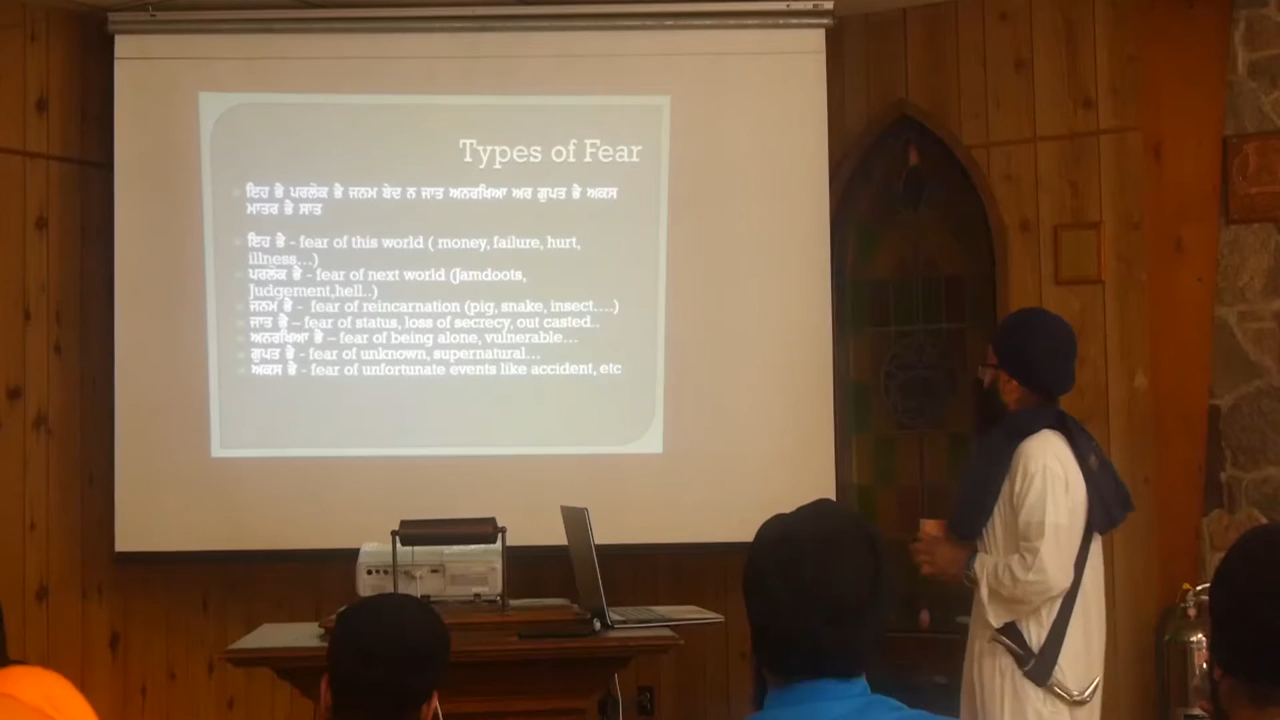 Types of Fear
ਇਹ ਭੈ ਪਰਲੋਕ ਭੈ ਜਨਮ ਬੇਦ ਨ ਜਾਤ ਅਨਰਖਿਆ ਅਰ ਗੁਪਤ ਭੈ ਅਕਸ
ਮਾਤਰ ਭੈ ਸਾਤ
ਇਹ ਭੈ - fear of this world ( money, failure, hurt,
illness...)
ਪਰਲੋਕ ਭੈ - fear of next world (Jamdoots,
Judgement,hell..)
ਜਨਮ ਭੈ - fear of reincarnation (pig, snake, insect....)
ਜਾਤ ਭੈ – fear of status, loss of secrecy, out casted..
ਅਨਰਖਿਆ ਭੈ – fear of being alone, vulnerable...
ਗੁਪਤ ਭੈ - fear of unknown, supernatural...
ਅਕਸ ਭੈ - fear of unfortunate events like accident, etc